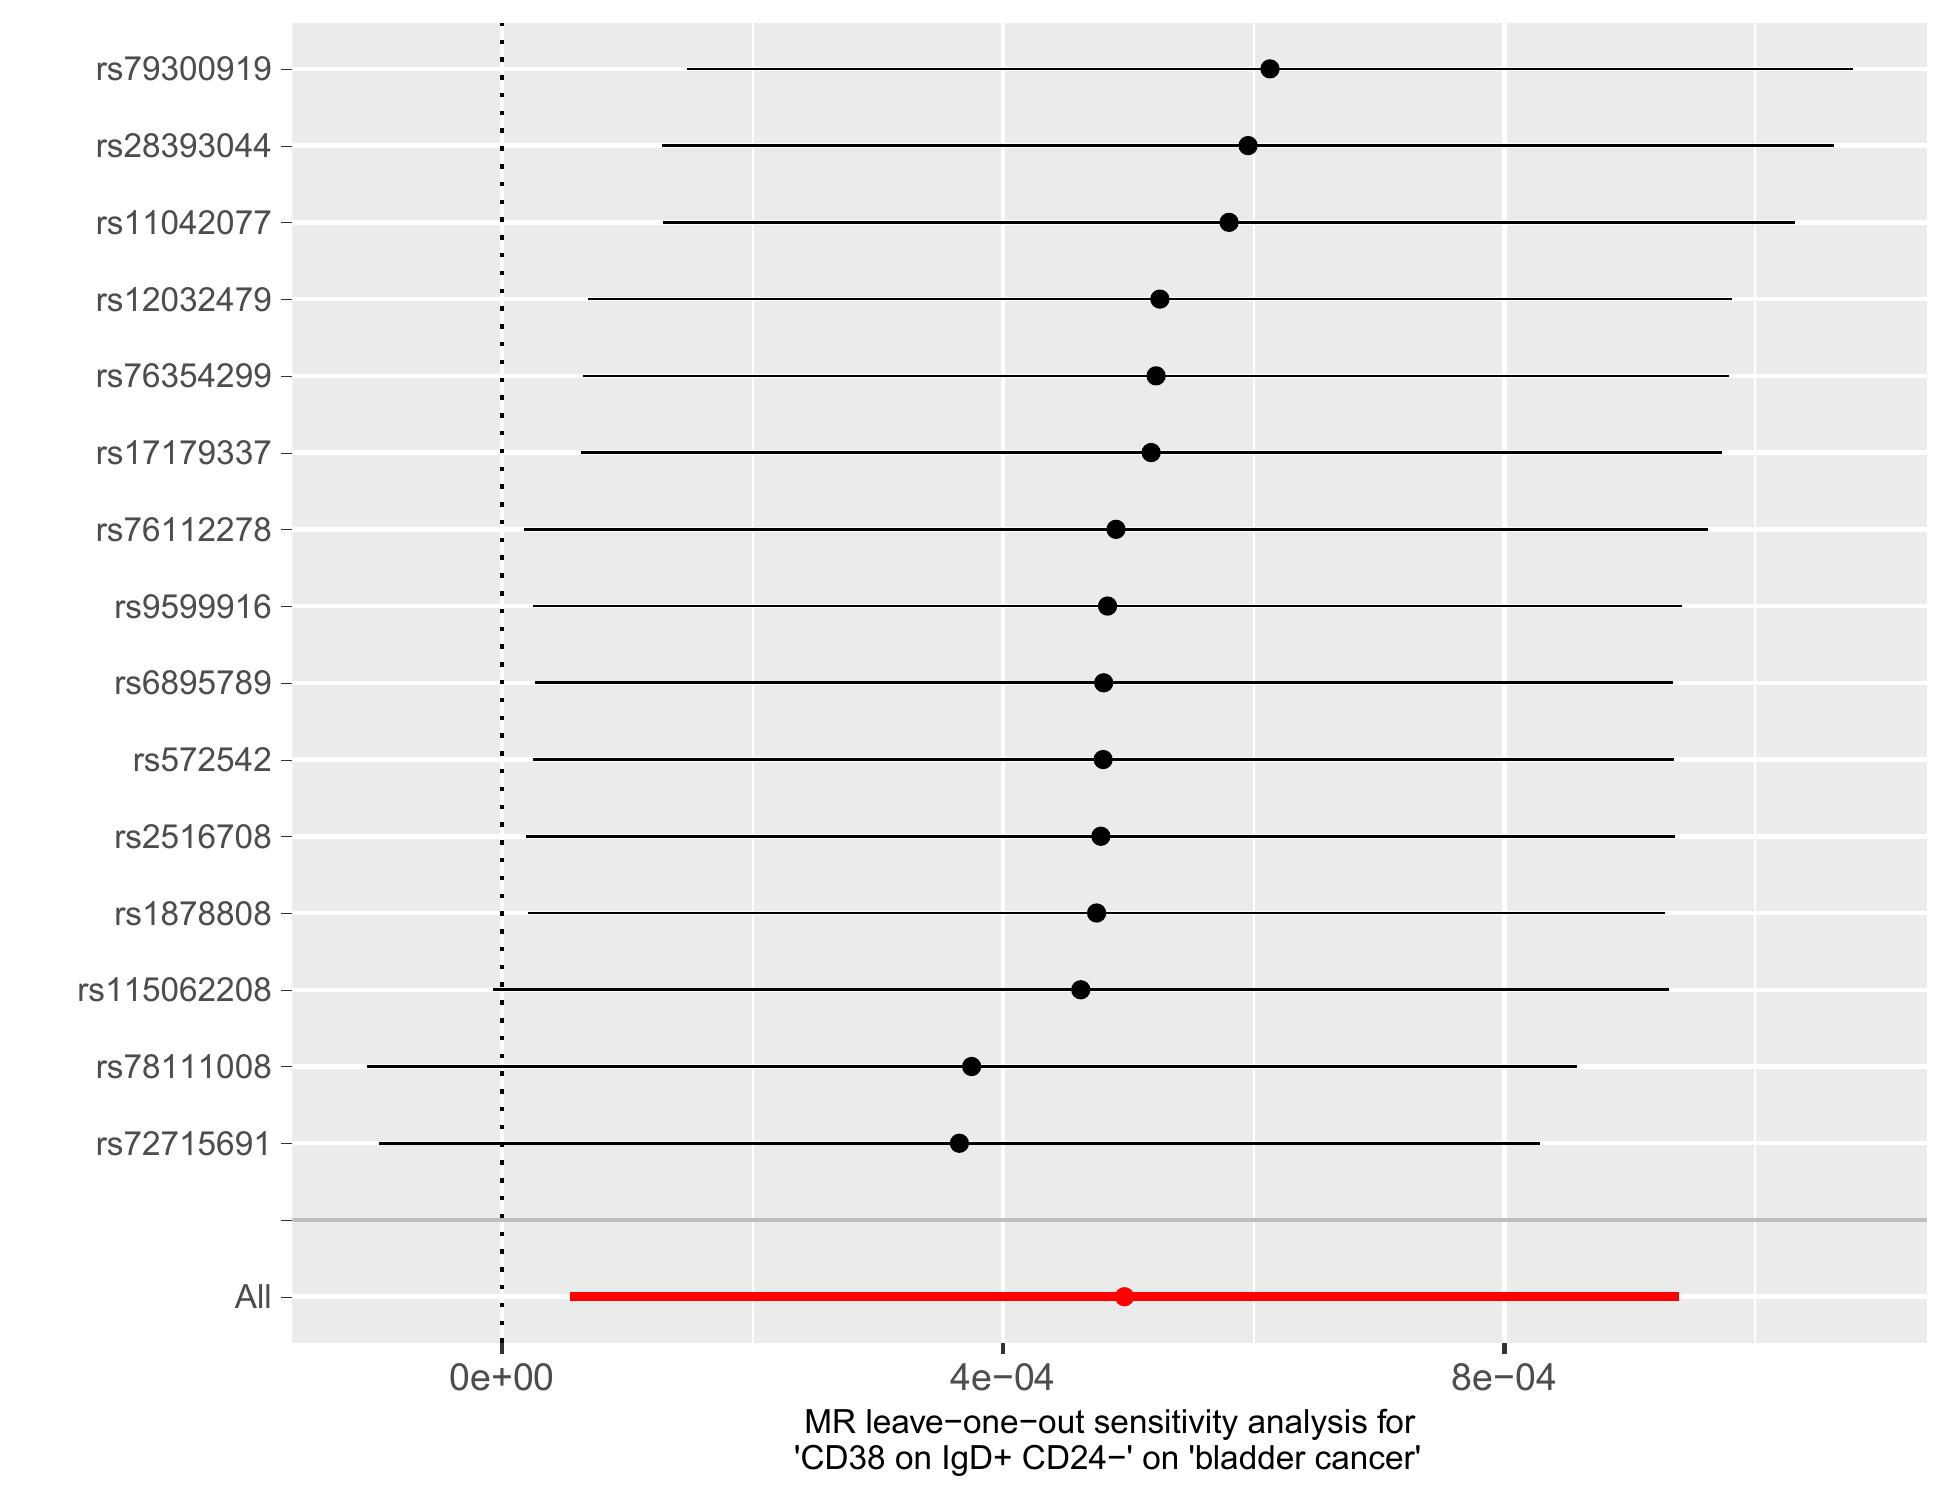 rs79300919
rs28393044
rs11042077
rs12032479
rs76354299
rs17179337
rs76112278
rs9599916
rs6895789
rs572542
rs2516708
rs1878808
rs115062208
rs78111008
rs72715691
All
0e+00 4e−04 8e−04
MR leave−one−out sensitivity analysis for
'CD38 on IgD+ CD24−' on 'bladder cancer'